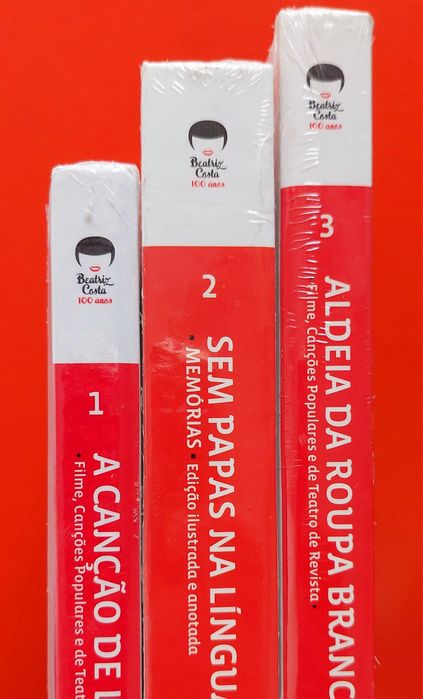 Beatriz
Costa
100 anos
1
A CANÇÃO DE L
• Filme, Canções Populares e de Teat
Beatriz
Costa
100 anos
2
SEM PAPAS NA LÍNGUA
• MEMÓRIAS • Edição ilustrada e anotada
Beatriz
Costa
100 anos
3
ALDEIA DA ROUPA BRANC
• Filme, Canções Populares e de Teatro de Revista •